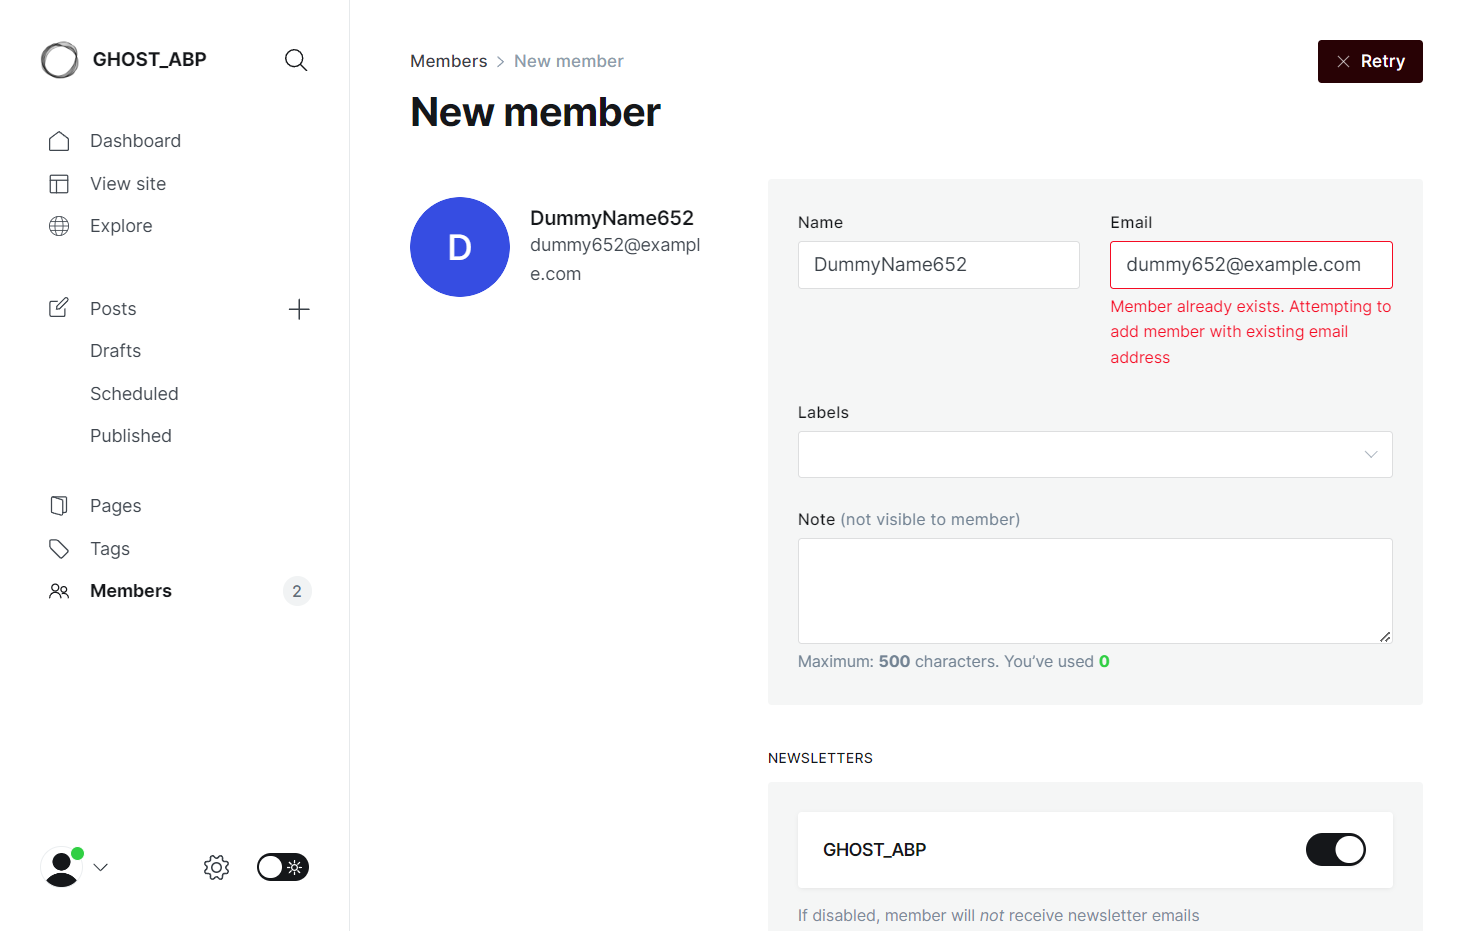 GHOST_ABP
Dashboard
View site
Explore
Posts
Drafts
Scheduled
Published
Pages
Tags
Members
2
Members > New member
Retry
New member
D
DummyName652
dummy652@exampl
e.com
Name
DummyName652
Email
dummy652@example.com
Member already exists. Attempting to
add member with existing email
address
Labels
Note (not visible to member)
Maximum: 500 characters. You’ve used 0
NEWSLETTERS
GHOST_ABP
If disabled, member will not receive newsletter emails